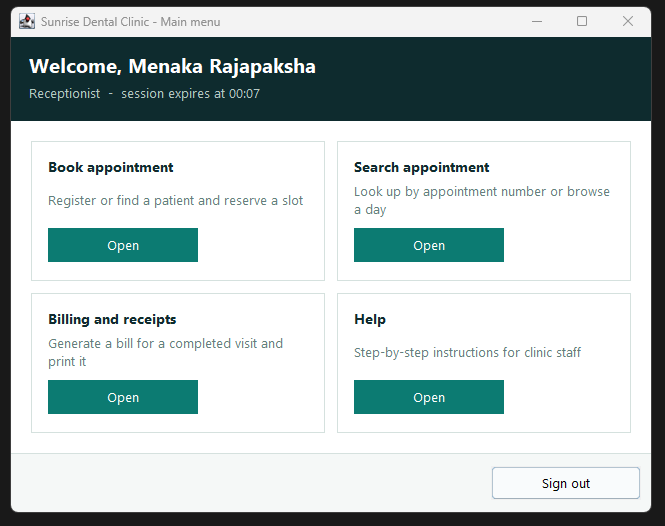 Sunrise Dental Clinic - Main menu
Welcome, Menaka Rajapaksha
Receptionist - session expires at 00:07
Book appointment
Register or find a patient and reserve a slot
Open
Search appointment
Look up by appointment number or browse
a day
Open
Billing and receipts
Generate a bill for a completed visit and
print it
Open
Help
Step-by-step instructions for clinic staff
Open
Sign out